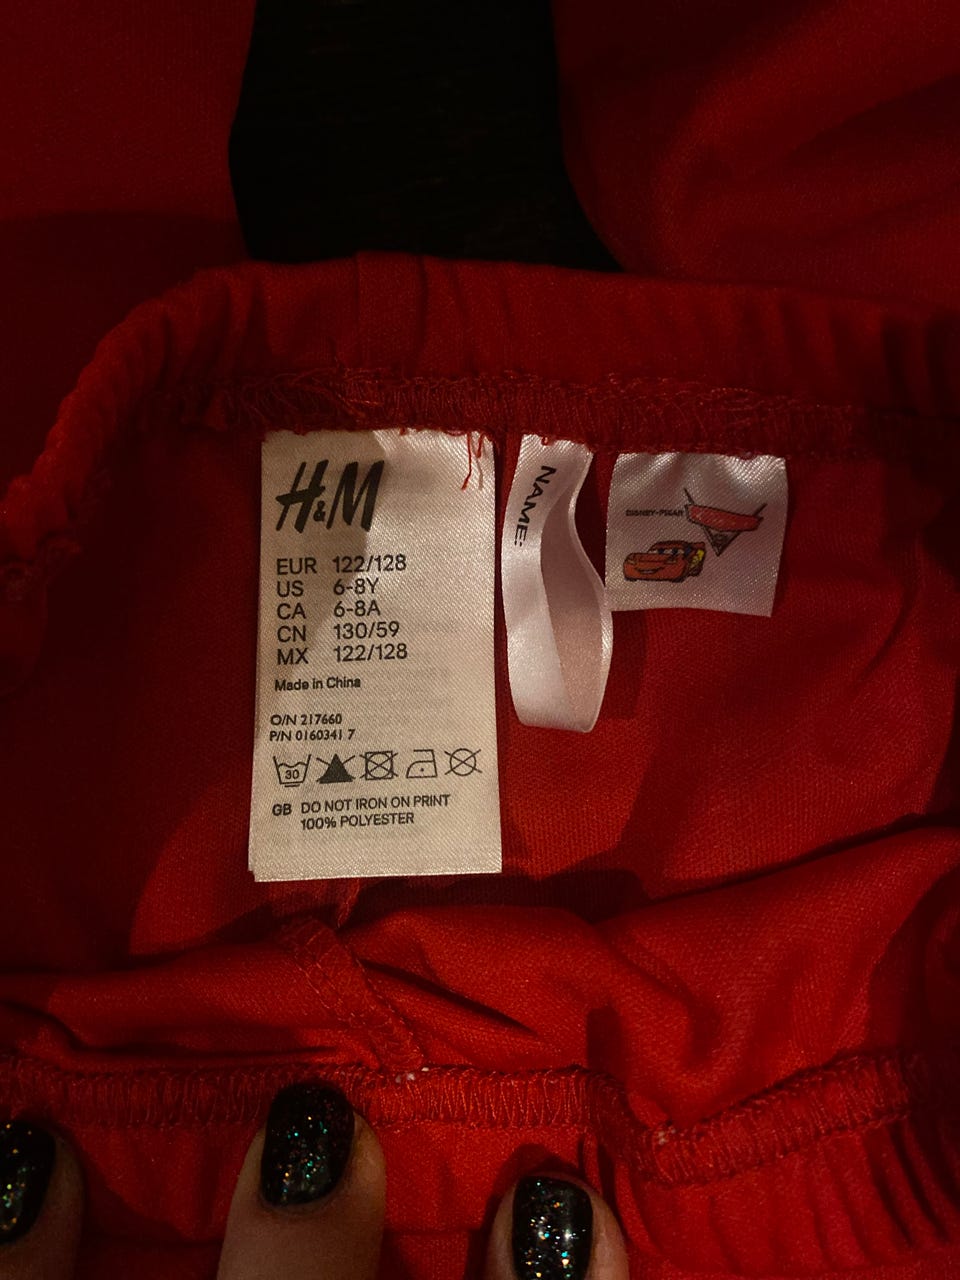 H&M
EUR 122/128
US 6-8Y
CA 6-8A
CN 130/59
MX 122/128
Made in China
O/N 217660
P/N 0160341 7
30
GB DO NOT IRON ON PRINT
100% POLYESTER
NAME:
DISNEY·PIXAR